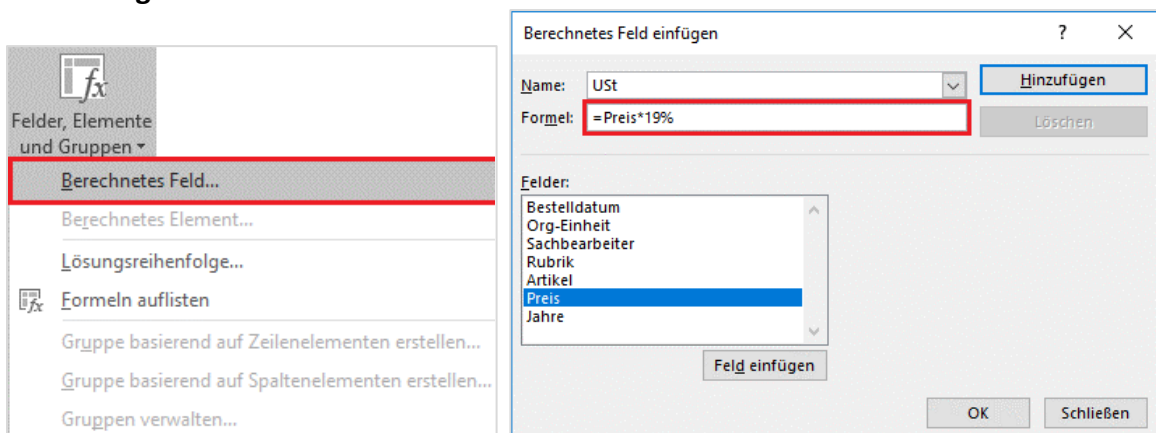 fx
Felder, Elemente
und Gruppen
Berechnetes Feld...
Berechnetes Element...
Lösungsreihenfolge...
fx Formeln auflisten
Gruppe basierend auf Zeilenelementen erstellen...
Gruppe basierend auf Spaltenelementen erstellen...
Gruppen verwalten...
Berechnetes Feld einfügen ? ×
Name: USt Hinzufügen
Formel: =Preis*19% Löschen
Felder:
Bestelldatum
Org-Einheit
Sachbearbeiter
Rubrik
Artikel
Preis
Jahre
Feld einfügen
OK Schließen